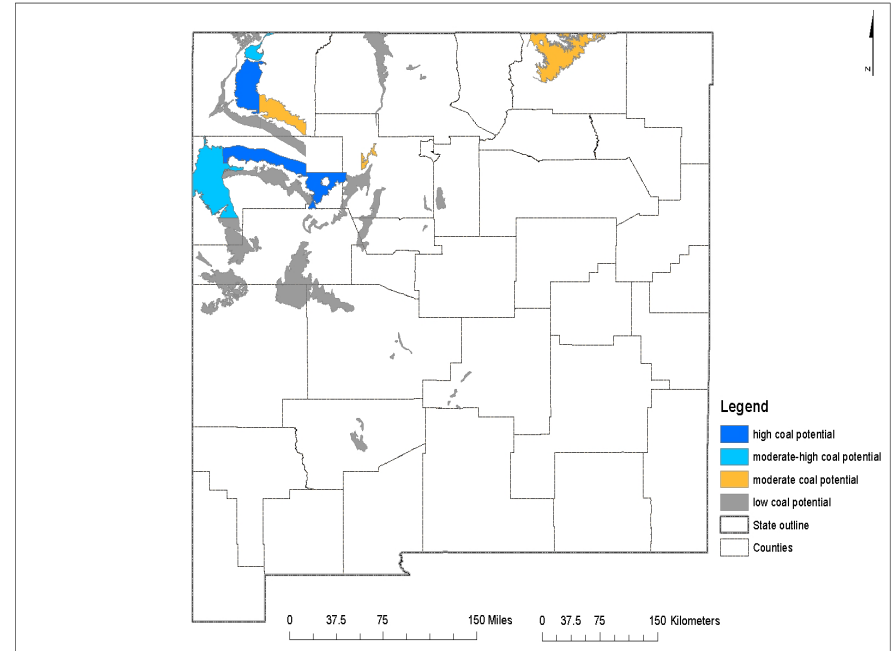 N
Legend
high coal potential
moderate-high coal potential
moderate coal potential
low coal potential
State outline
Counties
0 37.5 75 150 Miles
0 37.5 75 150 Kilometers